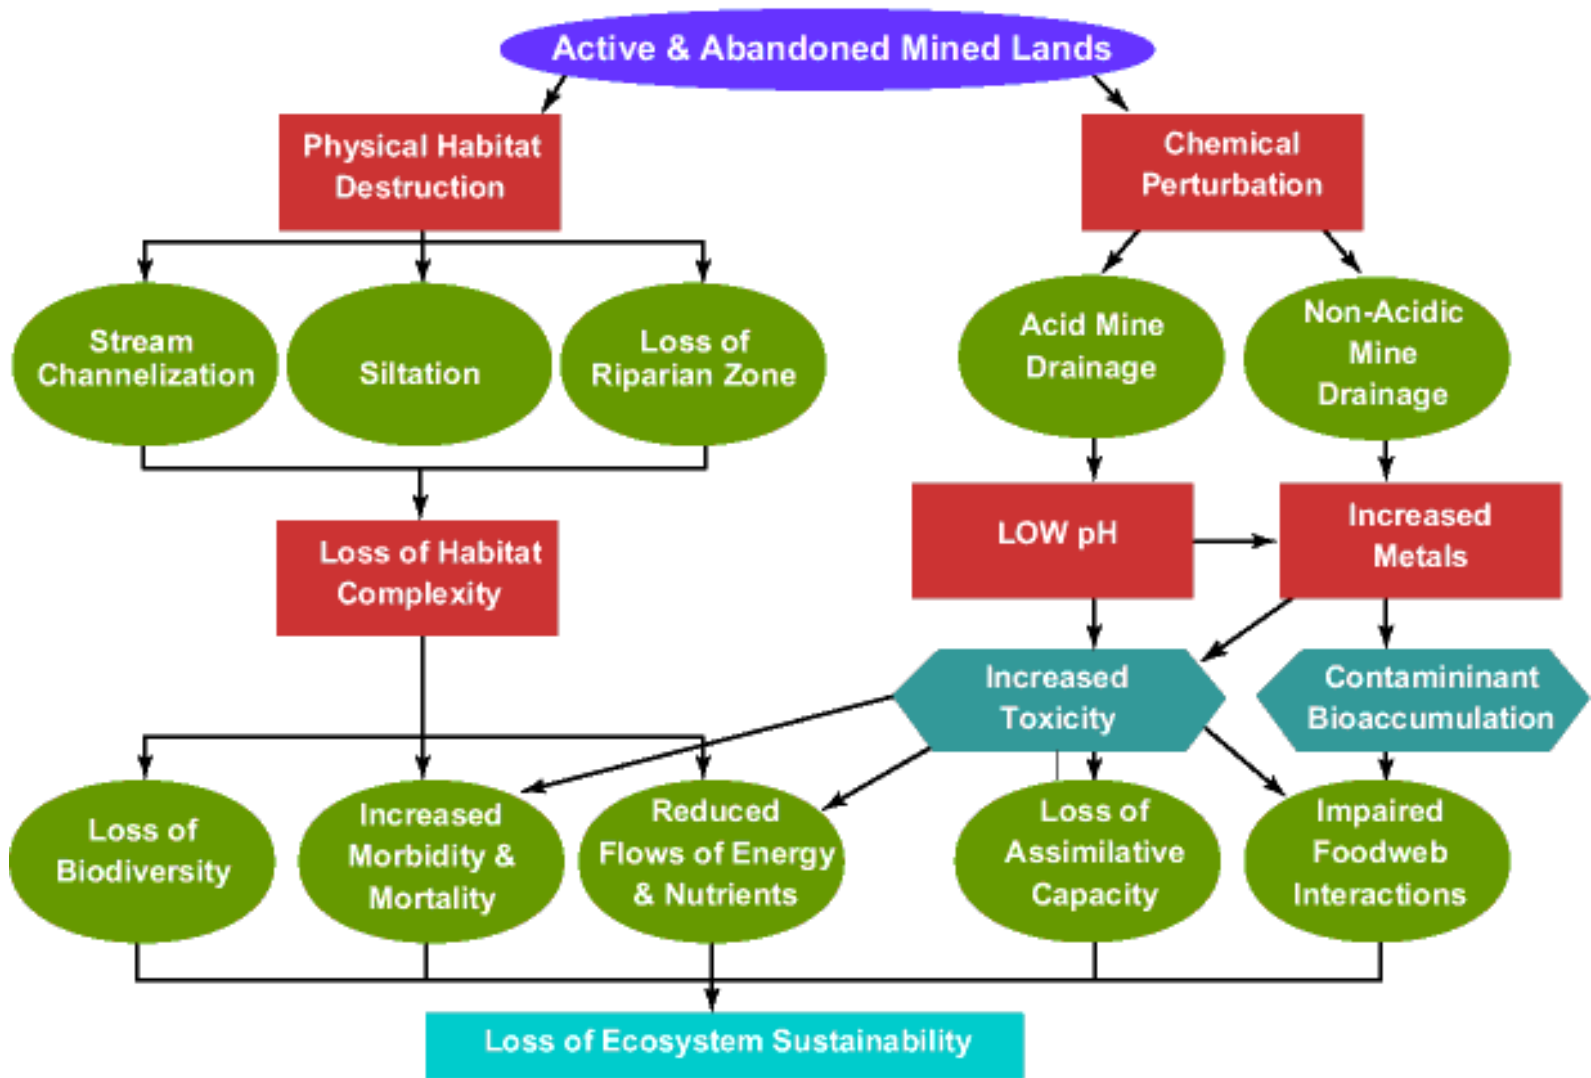 Active & Abandoned Mined Lands
Physical Habitat
Destruction
Chemical
Perturbation
Stream
Channelization
Siltation
Loss of
Riparian Zone
Acid Mine
Drainage
Non-Acidic
Mine
Drainage
Loss of Habitat
Complexity
LOW pH
Increased
Metals
Increased
Toxicity
Contamininant
Bioaccumulation
Loss of
Biodiversity
Increased
Morbidity &
Mortality
Reduced
Flows of Energy
& Nutrients
Loss of
Assimilative
Capacity
Impaired
Foodweb
Interactions
Loss of Ecosystem Sustainability